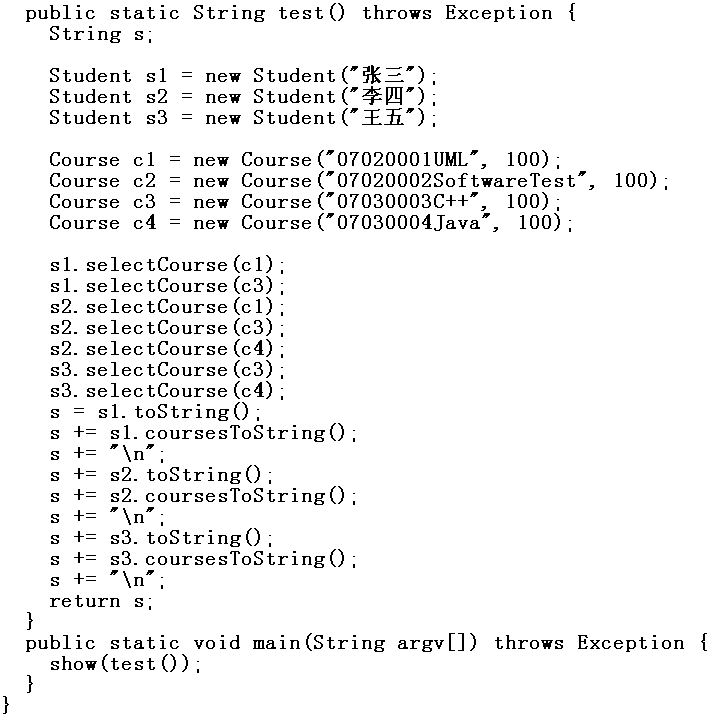 public static String test() throws Exception {
String s;
Student s1 = new Student("张三");
Student s2 = new Student("李四");
Student s3 = new Student("王五");
Course c1 = new Course("07020001UML", 100);
Course c2 = new Course("07020002SoftwareTest", 100);
Course c3 = new Course("07030003C++", 100);
Course c4 = new Course("07030004Java", 100);
s1.selectCourse(c1);
s1.selectCourse(c3);
s2.selectCourse(c1);
s2.selectCourse(c3);
s2.selectCourse(c4);
s3.selectCourse(c3);
s3.selectCourse(c4);
s = s1.toString();
s += s1.coursesToString();
s += "\n";
s += s2.toString();
s += s2.coursesToString();
s += "\n";
s += s3.toString();
s += s3.coursesToString();
s += "\n";
return s;
}
public static void main(String argv[]) throws Exception {
show(test());
}
}